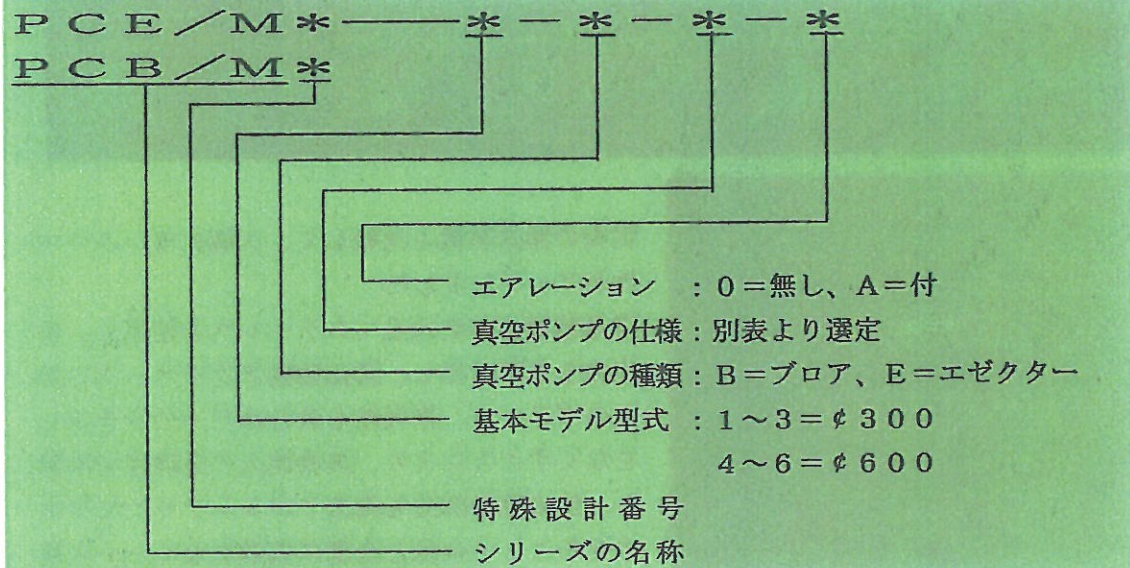 PCE／M＊―――＊―＊―＊―＊
PCB／M＊
エアレーション ：0＝無し、A＝付
真空ポンプの仕様：別表より選定
真空ポンプの種類：B＝ブロア、E＝エゼクター
基本モデル型式 ：1～3＝¢300
4～6＝¢600
特殊設計番号
シリーズの名称